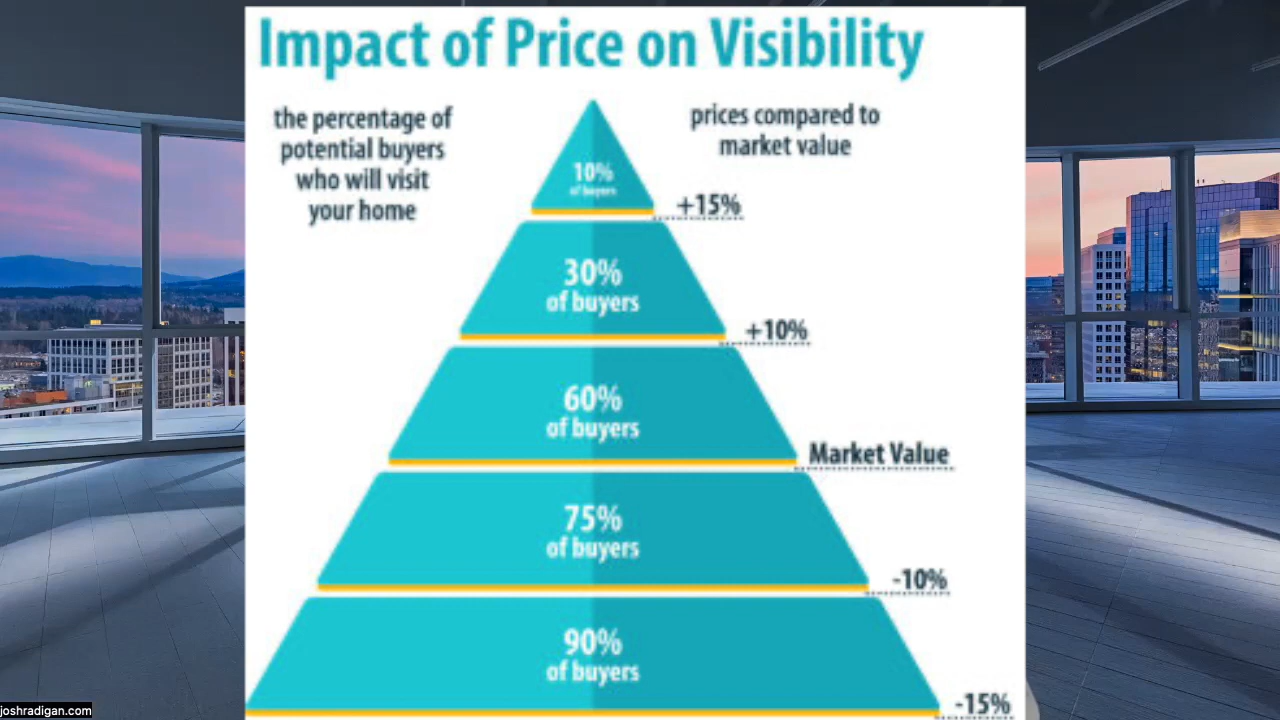 Impact of Price on Visibility
the percentage of
potential buyers
who will visit
your home
prices compared to
market value
10%
of buyers
+15%
30%
of buyers
+10%
60%
of buyers
Market Value
75%
of buyers
-10%
90%
of buyers
-15%
joshradigan.com